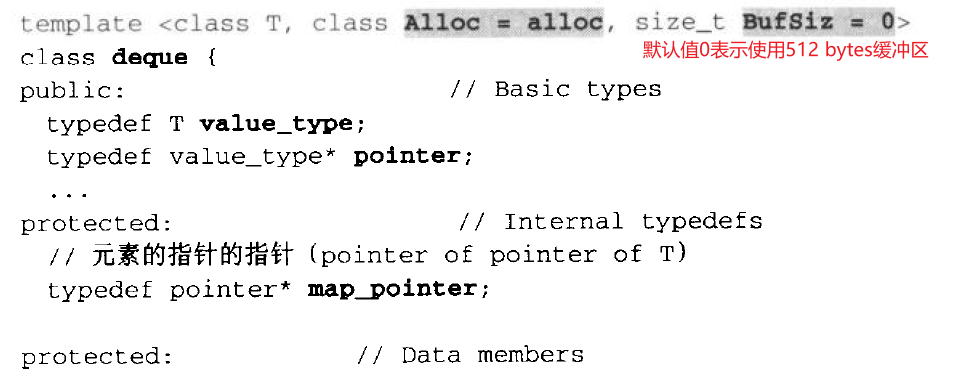 template <class T, class Alloc = alloc, size_t BufSiz = 0>
默认值0表示使用512 bytes缓冲区
class deque {
public: // Basic types
typedef T value_type;
typedef value_type* pointer;
...
protected: // Internal typedefs
// 元素的指针的指针 (pointer of pointer of T)
typedef pointer* map_pointer;
protected: // Data members